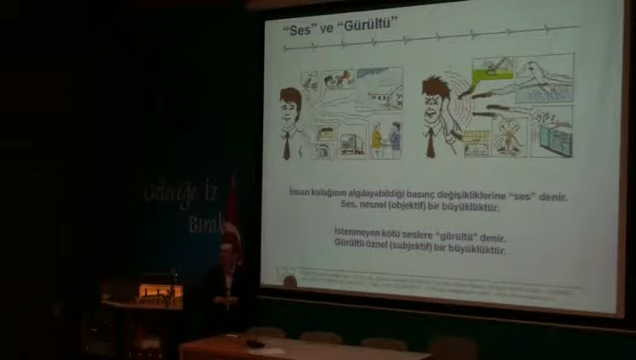 “Ses” ve “Gürültü”
İnsan kulağının algılayabildiği basınç değişikliklerine “ses” denir.
Ses, nesnel (objektif) bir büyüklüktür.
İstenmeyen kötü seslere “gürültü” denir.
Gürültü öznel (subjektif) bir büyüklüktür.
Geleceğe İz
Bırak